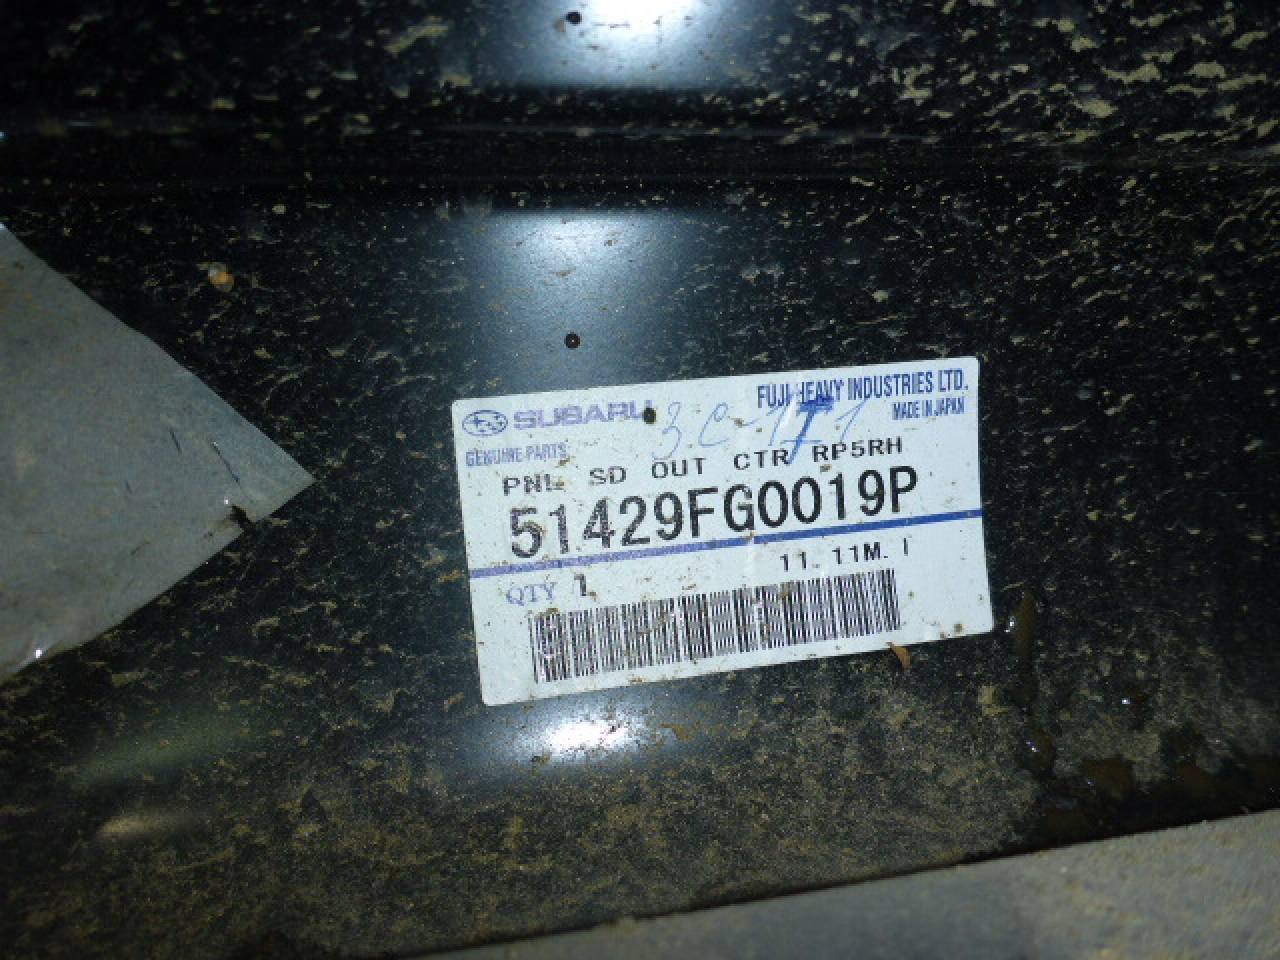 SUBARU
FUJI HEAVY INDUSTRIES LTD.
MADE IN JAPAN
GENUINE PARTS
PNL SD OUT CTR RP5RH
51429FG0019P
QTY 1
11. 11M. I